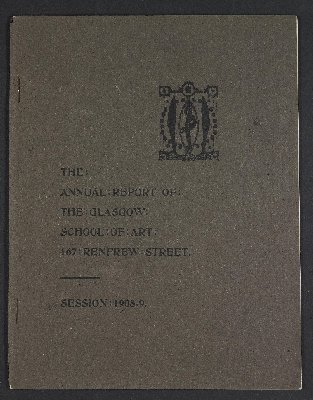 THE:
ANNUAL:REPORT OF:
THE GLASGOW:
SCHOOL:OF:ART:
167:RENFREW:STREET.
SESSION:1908-9.